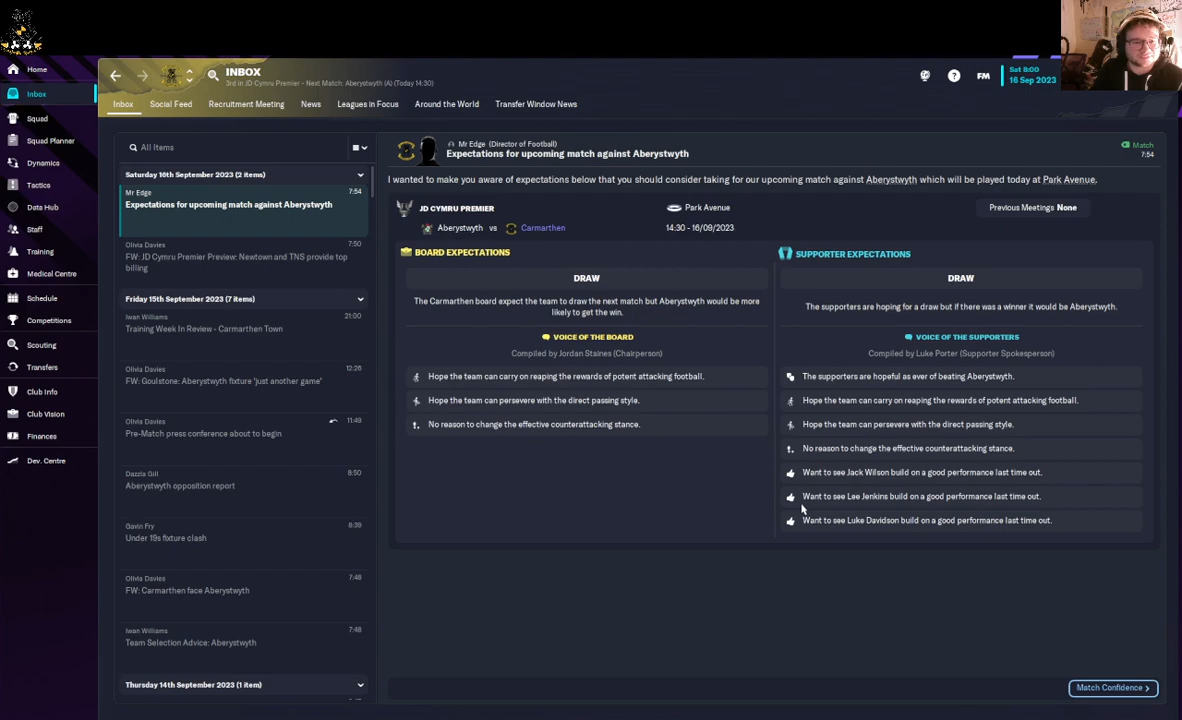 Home
Inbox
Squad
Squad Planner
Dynamics
Tactics
Data Hub
Staff
Training
Medical Centre
Schedule
Competitions
Scouting
Transfers
Club Info
Club Vision
Finances
Dev. Centre
INBOX
3rd in JD Cymru Premier - Next Match: Aberystwyth (A) (Today 14:30)
FM
Sat 8:00
16 Sep 2023
Inbox
Social Feed
Recruitment Meeting
News
Leagues in Focus
Around the World
Transfer Window News
All Items
Saturday 16th September 2023 (2 items)
Mr Edge 7:54
Expectations for upcoming match against Aberystwyth
Olivia Davies 7:50
FW: JD Cymru Premier Preview: Newtown and TNS provide top
billing
Friday 15th September 2023 (7 items)
Iwan Williams 21:00
Training Week In Review - Carmarthen Town
Olivia Davies 12:26
FW: Goulstone: Aberystwyth fixture 'just another game'
Olivia Davies 11:49
Pre-Match press conference about to begin
Dazzla Gill 8:50
Aberystwyth opposition report
Gavin Fry 8:39
Under 19s fixture clash
Olivia Davies 7:48
FW: Carmarthen face Aberystwyth
Iwan Williams 7:48
Team Selection Advice: Aberystwyth
Thursday 14th September 2023 (1 item)
Mr Edge (Director of Football)
Expectations for upcoming match against Aberystwyth
Match
7:54
I wanted to make you aware of expectations below that you should consider taking for our upcoming match against Aberystwyth which will be played today at Park Avenue.
JD CYMRU PREMIER
Aberystwyth vs Carmarthen
Park Avenue
14:30 - 16/09/2023
Previous Meetings None
BOARD EXPECTATIONS
DRAW
The Carmarthen board expect the team to draw the next match but Aberystwyth would be more
likely to get the win.
VOICE OF THE BOARD
Compiled by Jordan Staines (Chairperson)
Hope the team can carry on reaping the rewards of potent attacking football.
Hope the team can persevere with the direct passing style.
No reason to change the effective counterattacking stance.
SUPPORTER EXPECTATIONS
DRAW
The supporters are hoping for a draw but if there was a winner it would be Aberystwyth.
VOICE OF THE SUPPORTERS
Compiled by Luke Porter (Supporter Spokesperson)
The supporters are hopeful as ever of beating Aberystwyth.
Hope the team can carry on reaping the rewards of potent attacking football.
Hope the team can persevere with the direct passing style.
No reason to change the effective counterattacking stance.
Want to see Jack Wilson build on a good performance last time out.
Want to see Lee Jenkins build on a good performance last time out.
Want to see Luke Davidson build on a good performance last time out.
Match Confidence